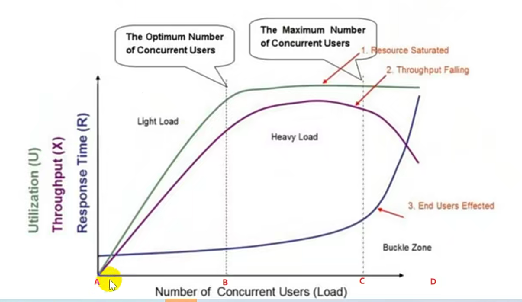 The Optimum Number
of Concurrent Users
The Maximum Number
of Concurrent Users
1. Resource Saturated
2. Throughput Falling
Light Load
Heavy Load
Utilization (U)
Throughput (X)
Response Time (R)
3. End Users Effected
Buckle Zone
A B C D
Number of Concurrent Users (Load)